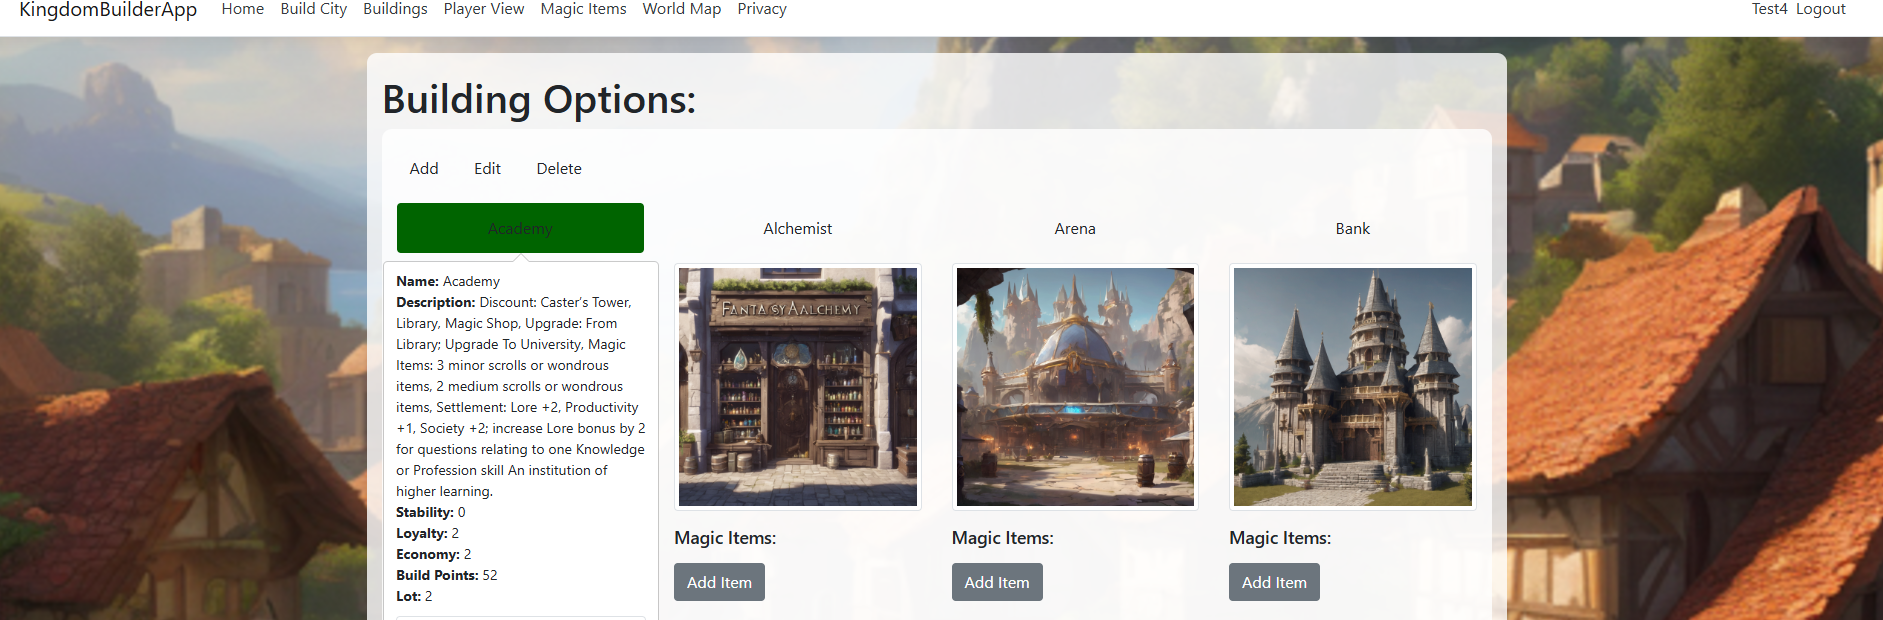 KingdomBuilderApp Home Build City Buildings Player View Magic Items World Map Privacy Test4 Logout
Building Options:
Add Edit Delete
Academy Alchemist Arena Bank
Name: Academy
Description: Discount: Caster's Tower,
Library, Magic Shop, Upgrade: From
Library; Upgrade To University, Magic
Items: 3 minor scrolls or wondrous
items, 2 medium scrolls or wondrous
items, Settlement: Lore +2, Productivity
+1, Society +2; increase Lore bonus by 2
for questions relating to one Knowledge
or Profession skill An institution of
higher learning.
Stability: 0
Loyalty: 2
Economy: 2
Build Points: 52
Lot: 2
FANTASY AALCHEMY
Magic Items: Magic Items: Magic Items:
Add Item Add Item Add Item